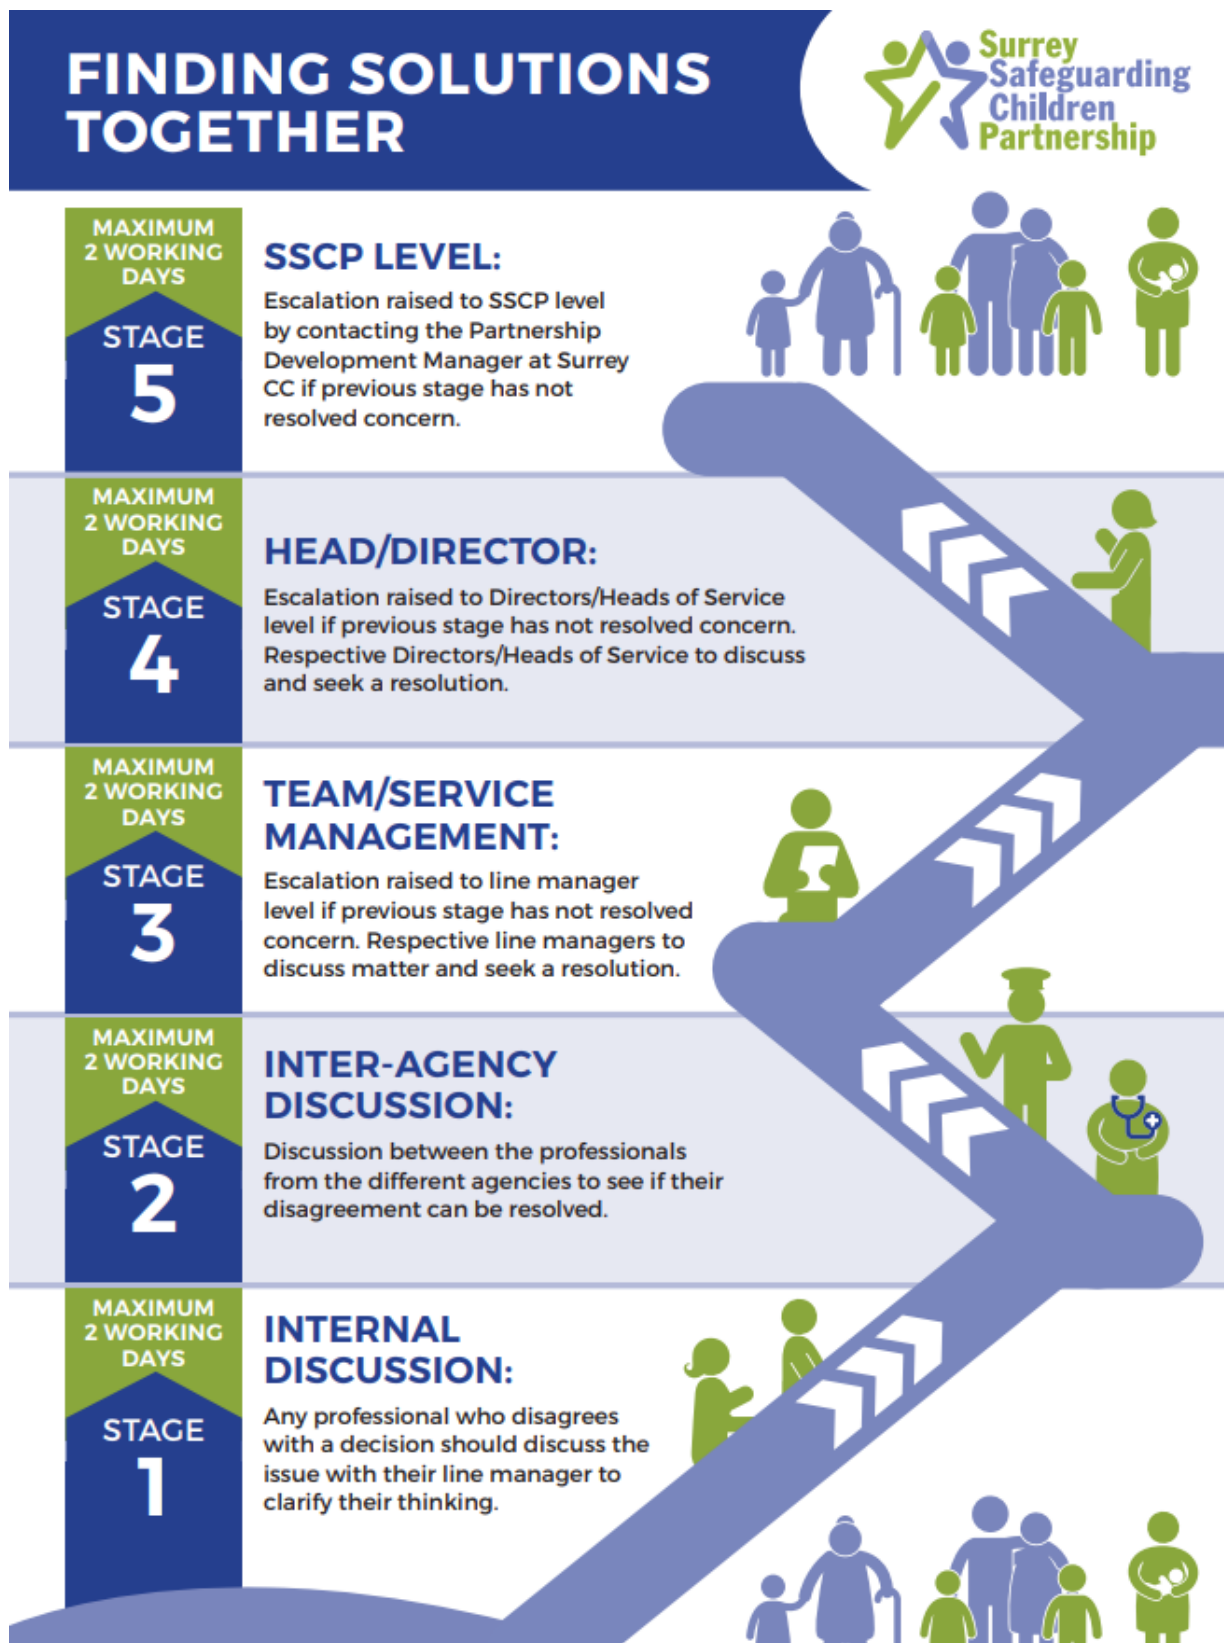 FINDING SOLUTIONS
TOGETHER
Surrey
Safeguarding
Children
Partnership
MAXIMUM
2 WORKING
DAYS
STAGE
5
SSCP LEVEL:
Escalation raised to SSCP level
by contacting the Partnership
Development Manager at Surrey
CC if previous stage has not
resolved concern.
MAXIMUM
2 WORKING
DAYS
STAGE
4
HEAD/DIRECTOR:
Escalation raised to Directors/Heads of Service
level if previous stage has not resolved concern.
Respective Directors/Heads of Service to discuss
and seek a resolution.
MAXIMUM
2 WORKING
DAYS
STAGE
3
TEAM/SERVICE
MANAGEMENT:
Escalation raised to line manager
level if previous stage has not resolved
concern. Respective line managers to
discuss matter and seek a resolution.
MAXIMUM
2 WORKING
DAYS
STAGE
2
INTER-AGENCY
DISCUSSION:
Discussion between the professionals
from the different agencies to see if their
disagreement can be resolved.
MAXIMUM
2 WORKING
DAYS
STAGE
1
INTERNAL
DISCUSSION:
Any professional who disagrees
with a decision should discuss the
issue with their line manager to
clarify their thinking.